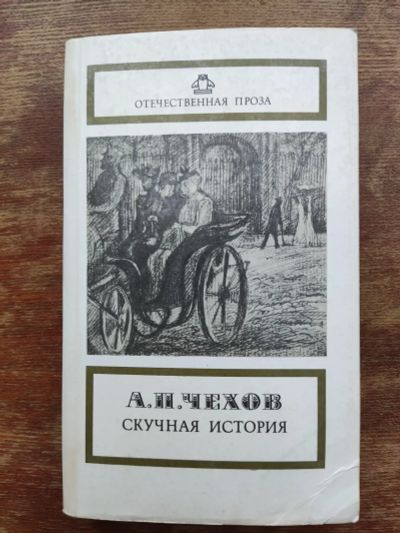 ОТЕЧЕСТВЕННАЯ ПРОЗА
А.П.ЧЕХОВ
СКУЧНАЯ ИСТОРИЯ